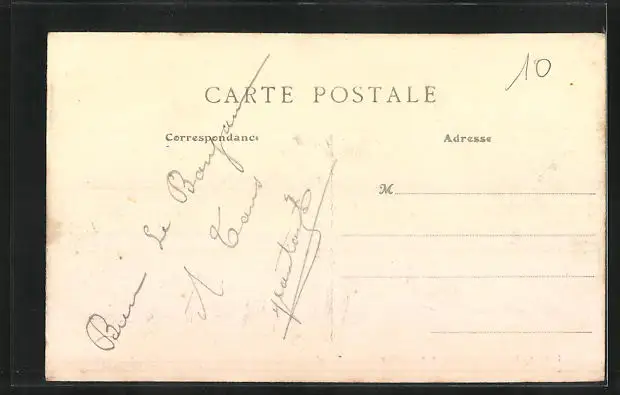 10
CARTE POSTALE
Correspondance
Adresse
M
Bien le Bonjour
A Tous